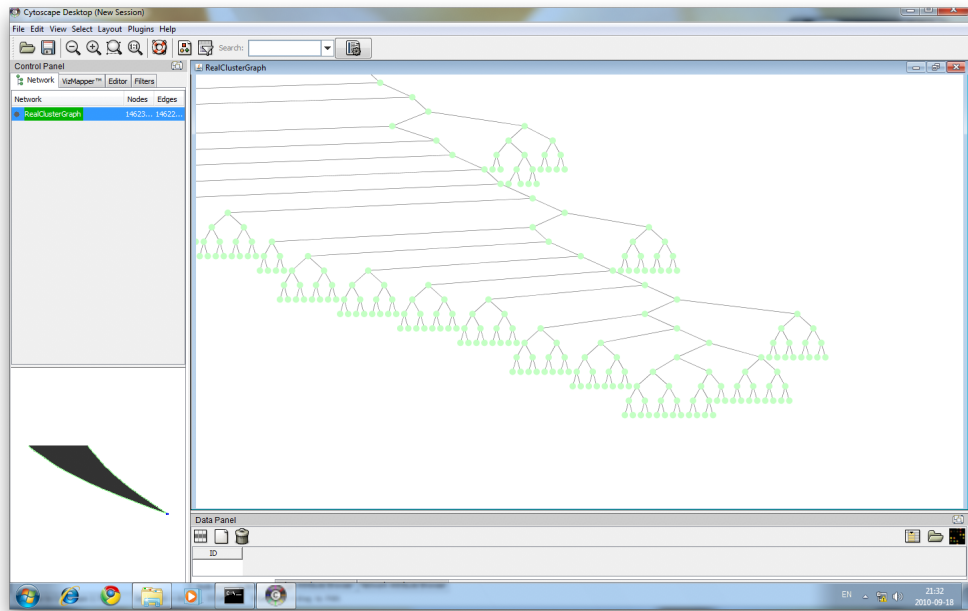 Cytoscape Desktop (New Session)
File Edit View Select Layout Plugins Help
Search:
Control Panel
Network VizMapper™ Editor Filters
Network Nodes Edges
RealClusterGraph 14623... 14622...
RealClusterGraph
Data Panel
ID
EN
21:32
2010-09-18